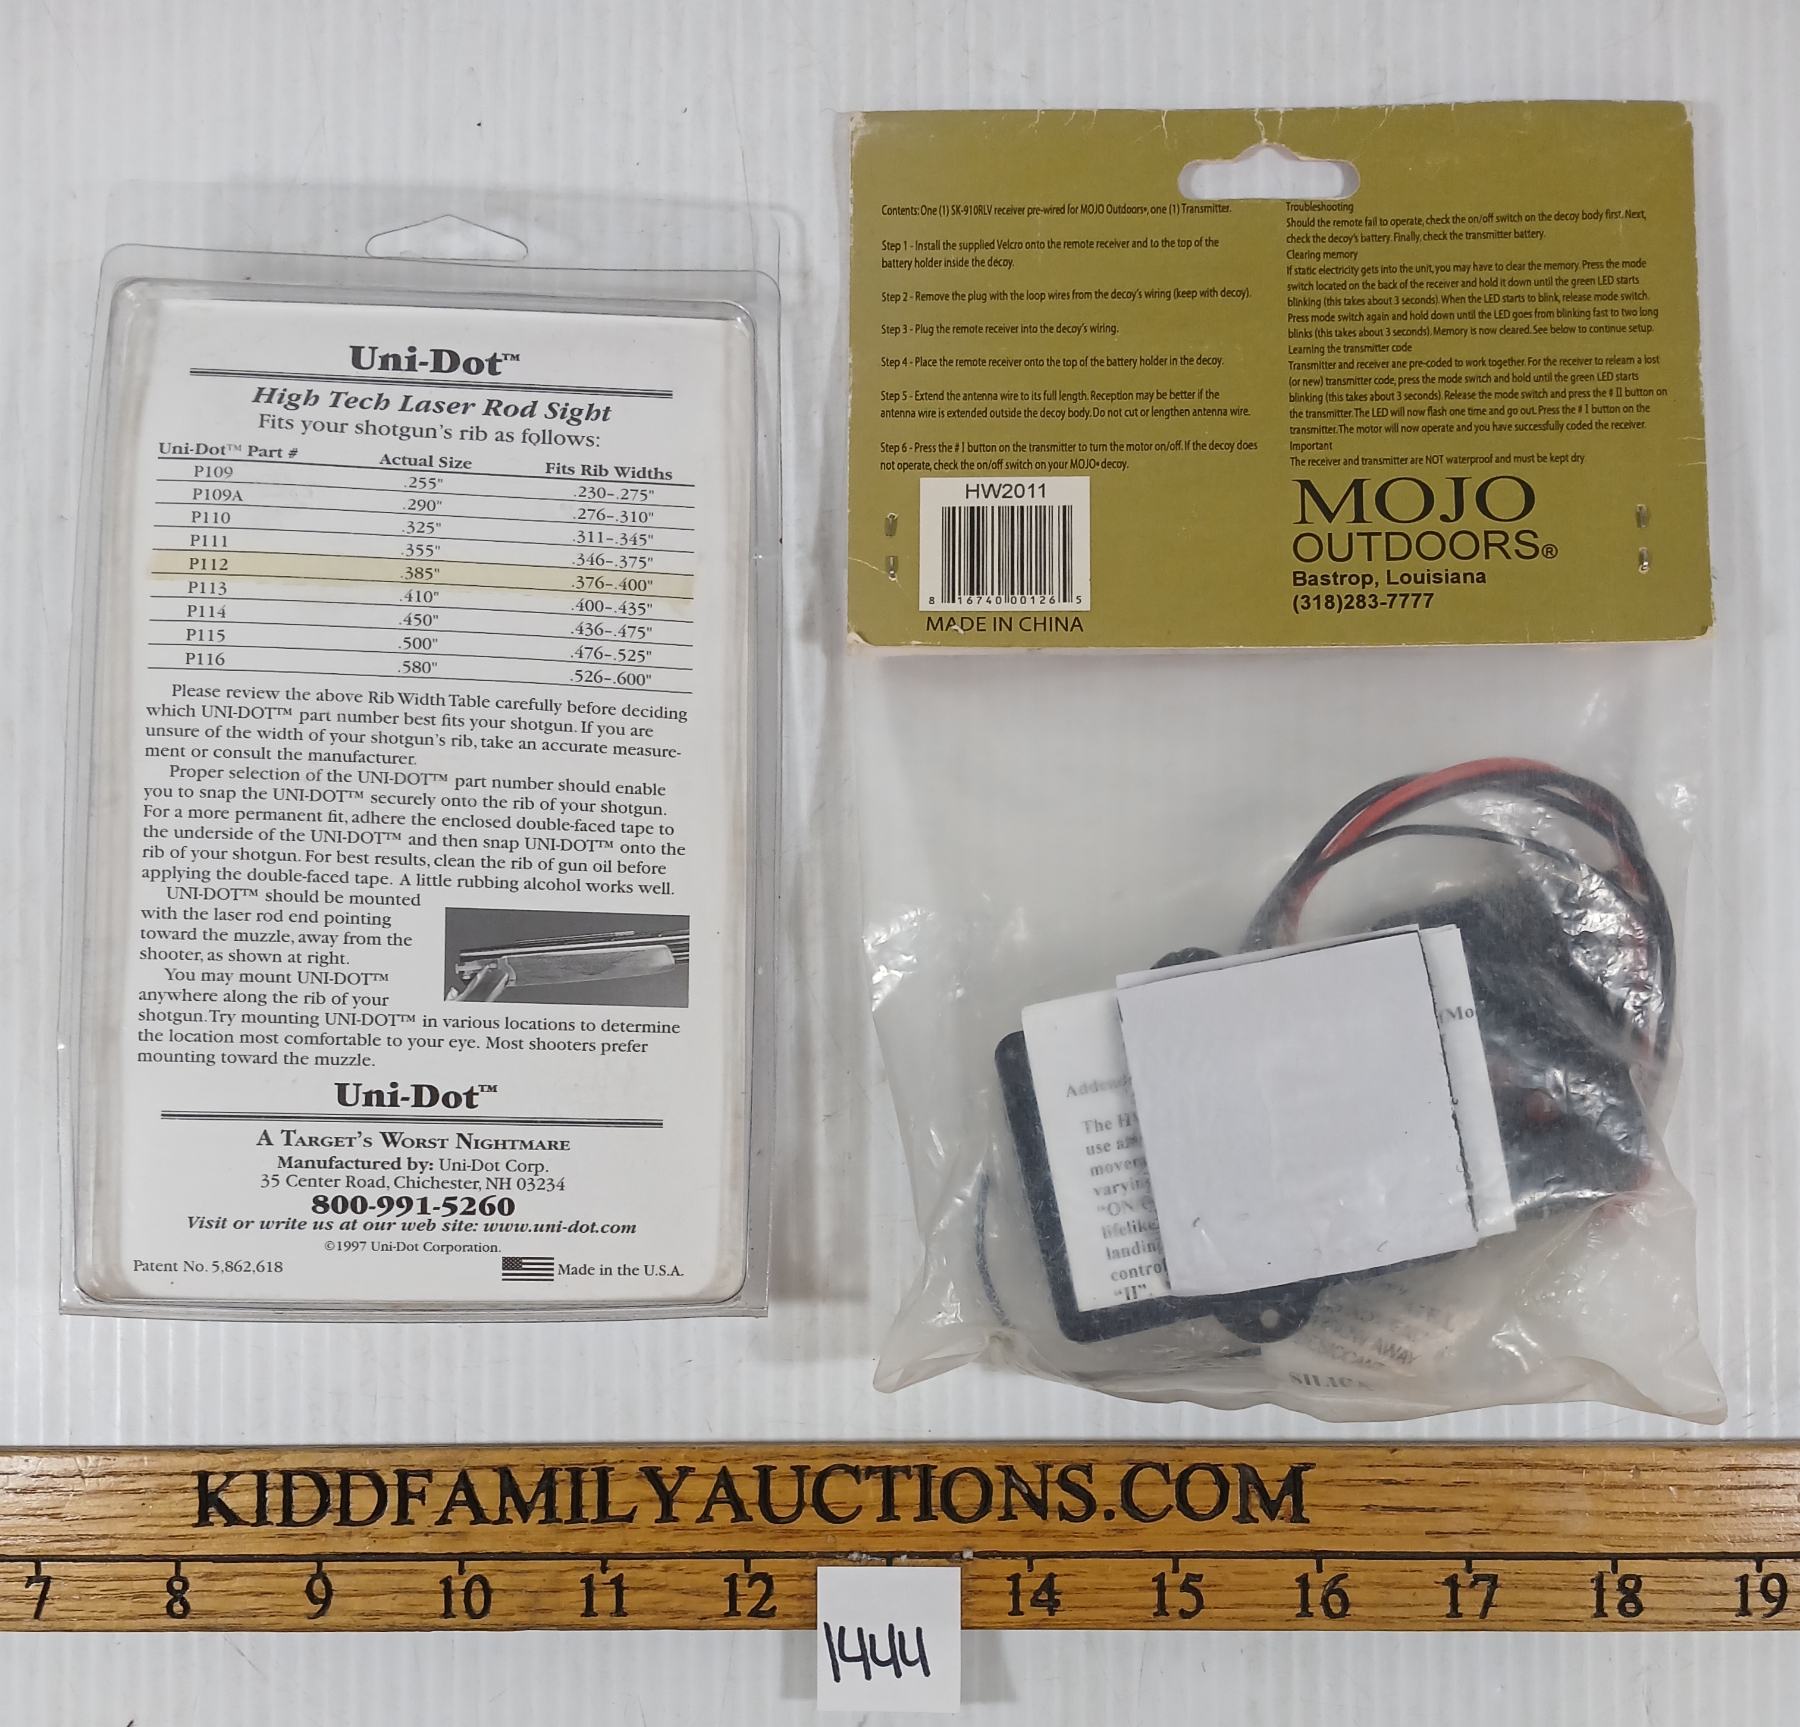 Uni-Dot™
High Tech Laser Rod Sight
Fits your shotgun's rib as follows:
Uni-Dot™ Part # Actual Size Fits Rib Widths
P109 .255" .230-.275"
P109A .290" .276-.310"
P110 .325" .311-.345"
P111 .355" .346-.375"
P112 .385" .376-.400"
P113 .410" .400-.435"
P114 .450" .436-.475"
P115 .500" .476-.525"
P116 .580" .526-.600"
Please review the above Rib Width Table carefully before deciding
which UNI-DOT™ part number best fits your shotgun. If you are
unsure of the width of your shotgun's rib, take an accurate measure-
ment or consult the manufacturer.
Proper selection of the UNI-DOT™ part number should enable
you to snap the UNI-DOT™ securely onto the rib of your shotgun.
For a more permanent fit, adhere the enclosed double-faced tape to
the underside of the UNI-DOT™ and then snap UNI-DOT™ onto the
rib of your shotgun. For best results, clean the rib of gun oil before
applying the double-faced tape. A little rubbing alcohol works well.
UNI-DOT™ should be mounted
with the laser rod end pointing
toward the muzzle, away from the
shooter, as shown at right.
You may mount UNI-DOT™
anywhere along the rib of your
shotgun. Try mounting UNI-DOT™ in various locations to determine
the location most comfortable to your eye. Most shooters prefer
mounting toward the muzzle.
Uni-Dot™
A TARGET'S WORST NIGHTMARE
Manufactured by: Uni-Dot Corp.
35 Center Road, Chichester, NH 03234
800-991-5260
Visit or write us at our web site: www.uni-dot.com
©1997 Uni-Dot Corporation.
Patent No. 5,862,618 Made in the U.S.A.
Contents: One (1) SK-910RLV receiver pre-wired for MOJO Outdoors®, one (1) Transmitter.
Step 1 - Install the supplied Velcro onto the remote receiver and to the top of the
battery holder inside the decoy.
Step 2 - Remove the plug with the loop wires from the decoy's wiring (keep with decoy).
Step 3 - Plug the remote receiver into the decoy's wiring.
Step 4 - Place the remote receiver onto the top of the battery holder in the decoy.
Step 5 - Extend the antenna wire to its full length. Reception may be better if the
antenna wire is extended outside the decoy body. Do not cut or lengthen antenna wire.
Step 6 - Press the # I button on the transmitter to turn the motor on/off. If the decoy does
not operate, check the on/off switch on your MOJO® decoy.
HW2011
8 16740 00126 5
MADE IN CHINA
Troubleshooting
Should the remote fail to operate, check the on/off switch on the decoy body first. Next,
check the decoy's battery. Finally, check the transmitter battery.
Clearing memory
If static electricity gets into the unit, you may have to clear the memory. Press the mode
switch located on the back of the receiver and hold it down until the green LED starts
blinking (this takes about 3 seconds). When the LED starts to blink, release mode switch.
Press mode switch again and hold down until the LED goes from blinking fast to two long
blinks (this takes about 3 seconds). Memory is now cleared. See below to continue setup.
Learning the transmitter code
Transmitter and receiver ane pre-coded to work together. For the receiver to relearn a lost
(or new) transmitter code, press the mode switch and hold until the green LED starts
blinking (this takes about 3 seconds). Release the mode switch and press the # II button on
the transmitter. The LED will now flash one time and go out. Press the # I button on the
transmitter. The motor will now operate and you have successfully coded the receiver.
Important
The receiver and transmitter are NOT waterproof and must be kept dry.
MOJO
OUTDOORS®
Bastrop, Louisiana
(318)283-7777
(Mo
The H
use
"ON
lifelike
landin
contro
"II".
AWAY
KIDDFAMILYAUCTIONS.COM
7 8 9 10 11 12 14 15 16 17 18 19
1444